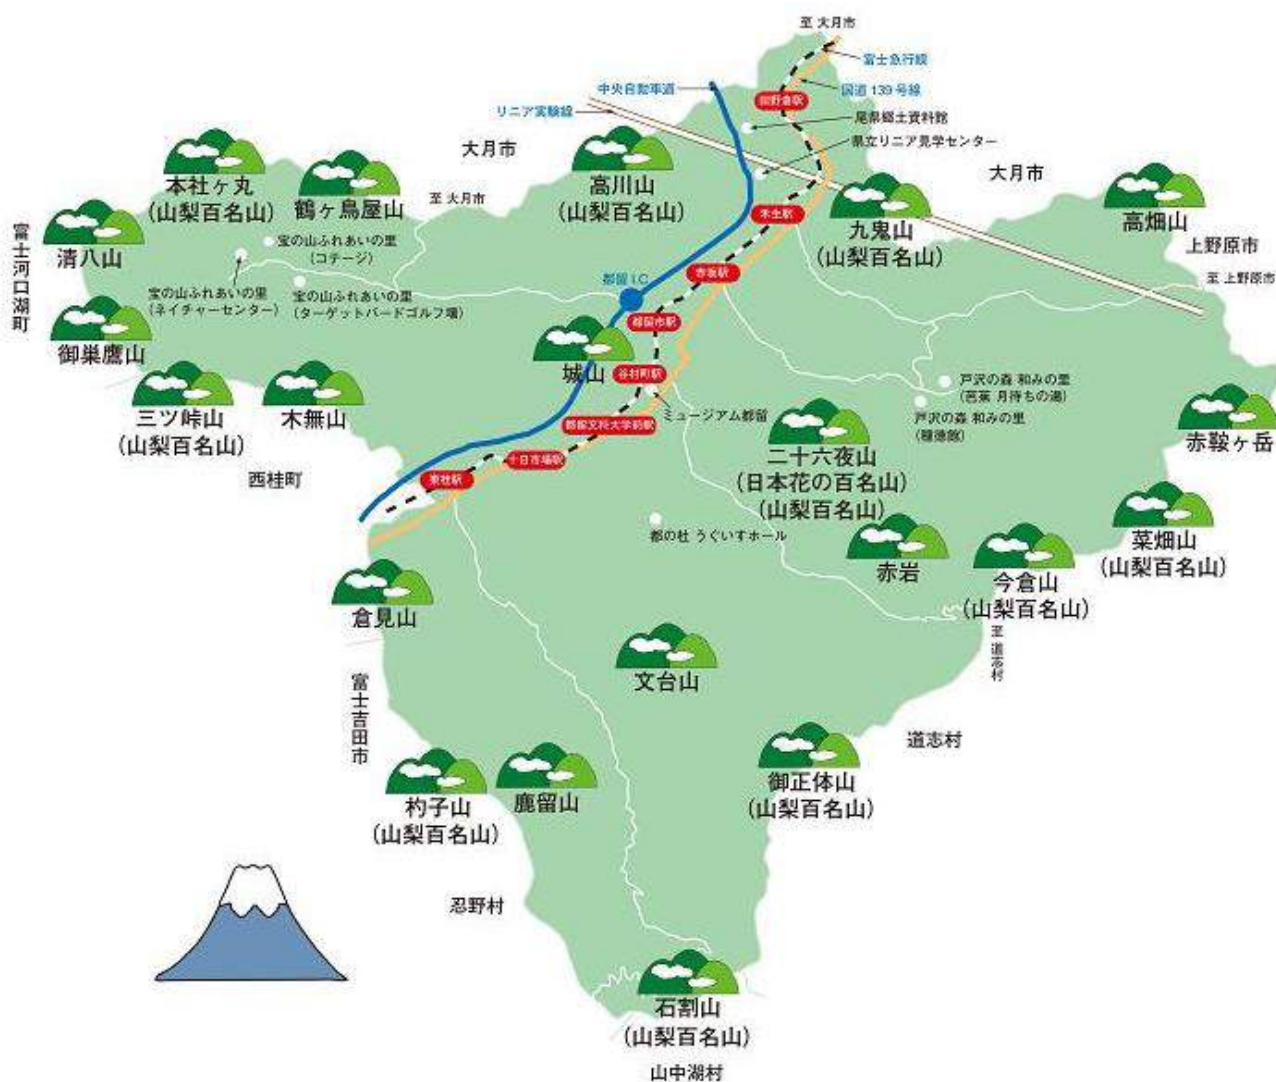 至 大月市
富士急行線
中央自動車道
国道 139 号線
リニア実験線
田野倉駅
尾県郷土資料館
県立リニア見学センター
大月市
大月市
本社ヶ丸
(山梨百名山)
鶴ヶ鳥屋山
至 大月市
高川山
(山梨百名山)
禾生駅
九鬼山
(山梨百名山)
高畑山
上野原市
至 上野原市
富士河口湖町
清八山
宝の山ふれあいの里
(コテージ)
宝の山ふれあいの里
(ネイチャーセンター)
宝の山ふれあいの里
(ターゲットバードゴルフ場)
都留 I.C
赤坂駅
都留市駅
御巣鷹山
城山
谷村町駅
三ツ峠山
(山梨百名山)
木無山
戸沢の森 和みの里
(芭蕉 月待ちの湯)
戸沢の森 和みの里
ミュージアム都留
都留文科大学前駅
赤鞍ヶ岳
西桂町
十日市場駅
東桂駅
二十六夜山
(日本花の百名山)
(山梨百名山)
都の杜 うぐいすホール
赤岩
今倉山
(山梨百名山)
菜畑山
(山梨百名山)
倉見山
至 道志村
文台山
富士吉田市
道志村
杓子山
(山梨百名山)
鹿留山
御正体山
(山梨百名山)
忍野村
石割山
(山梨百名山)
山中湖村